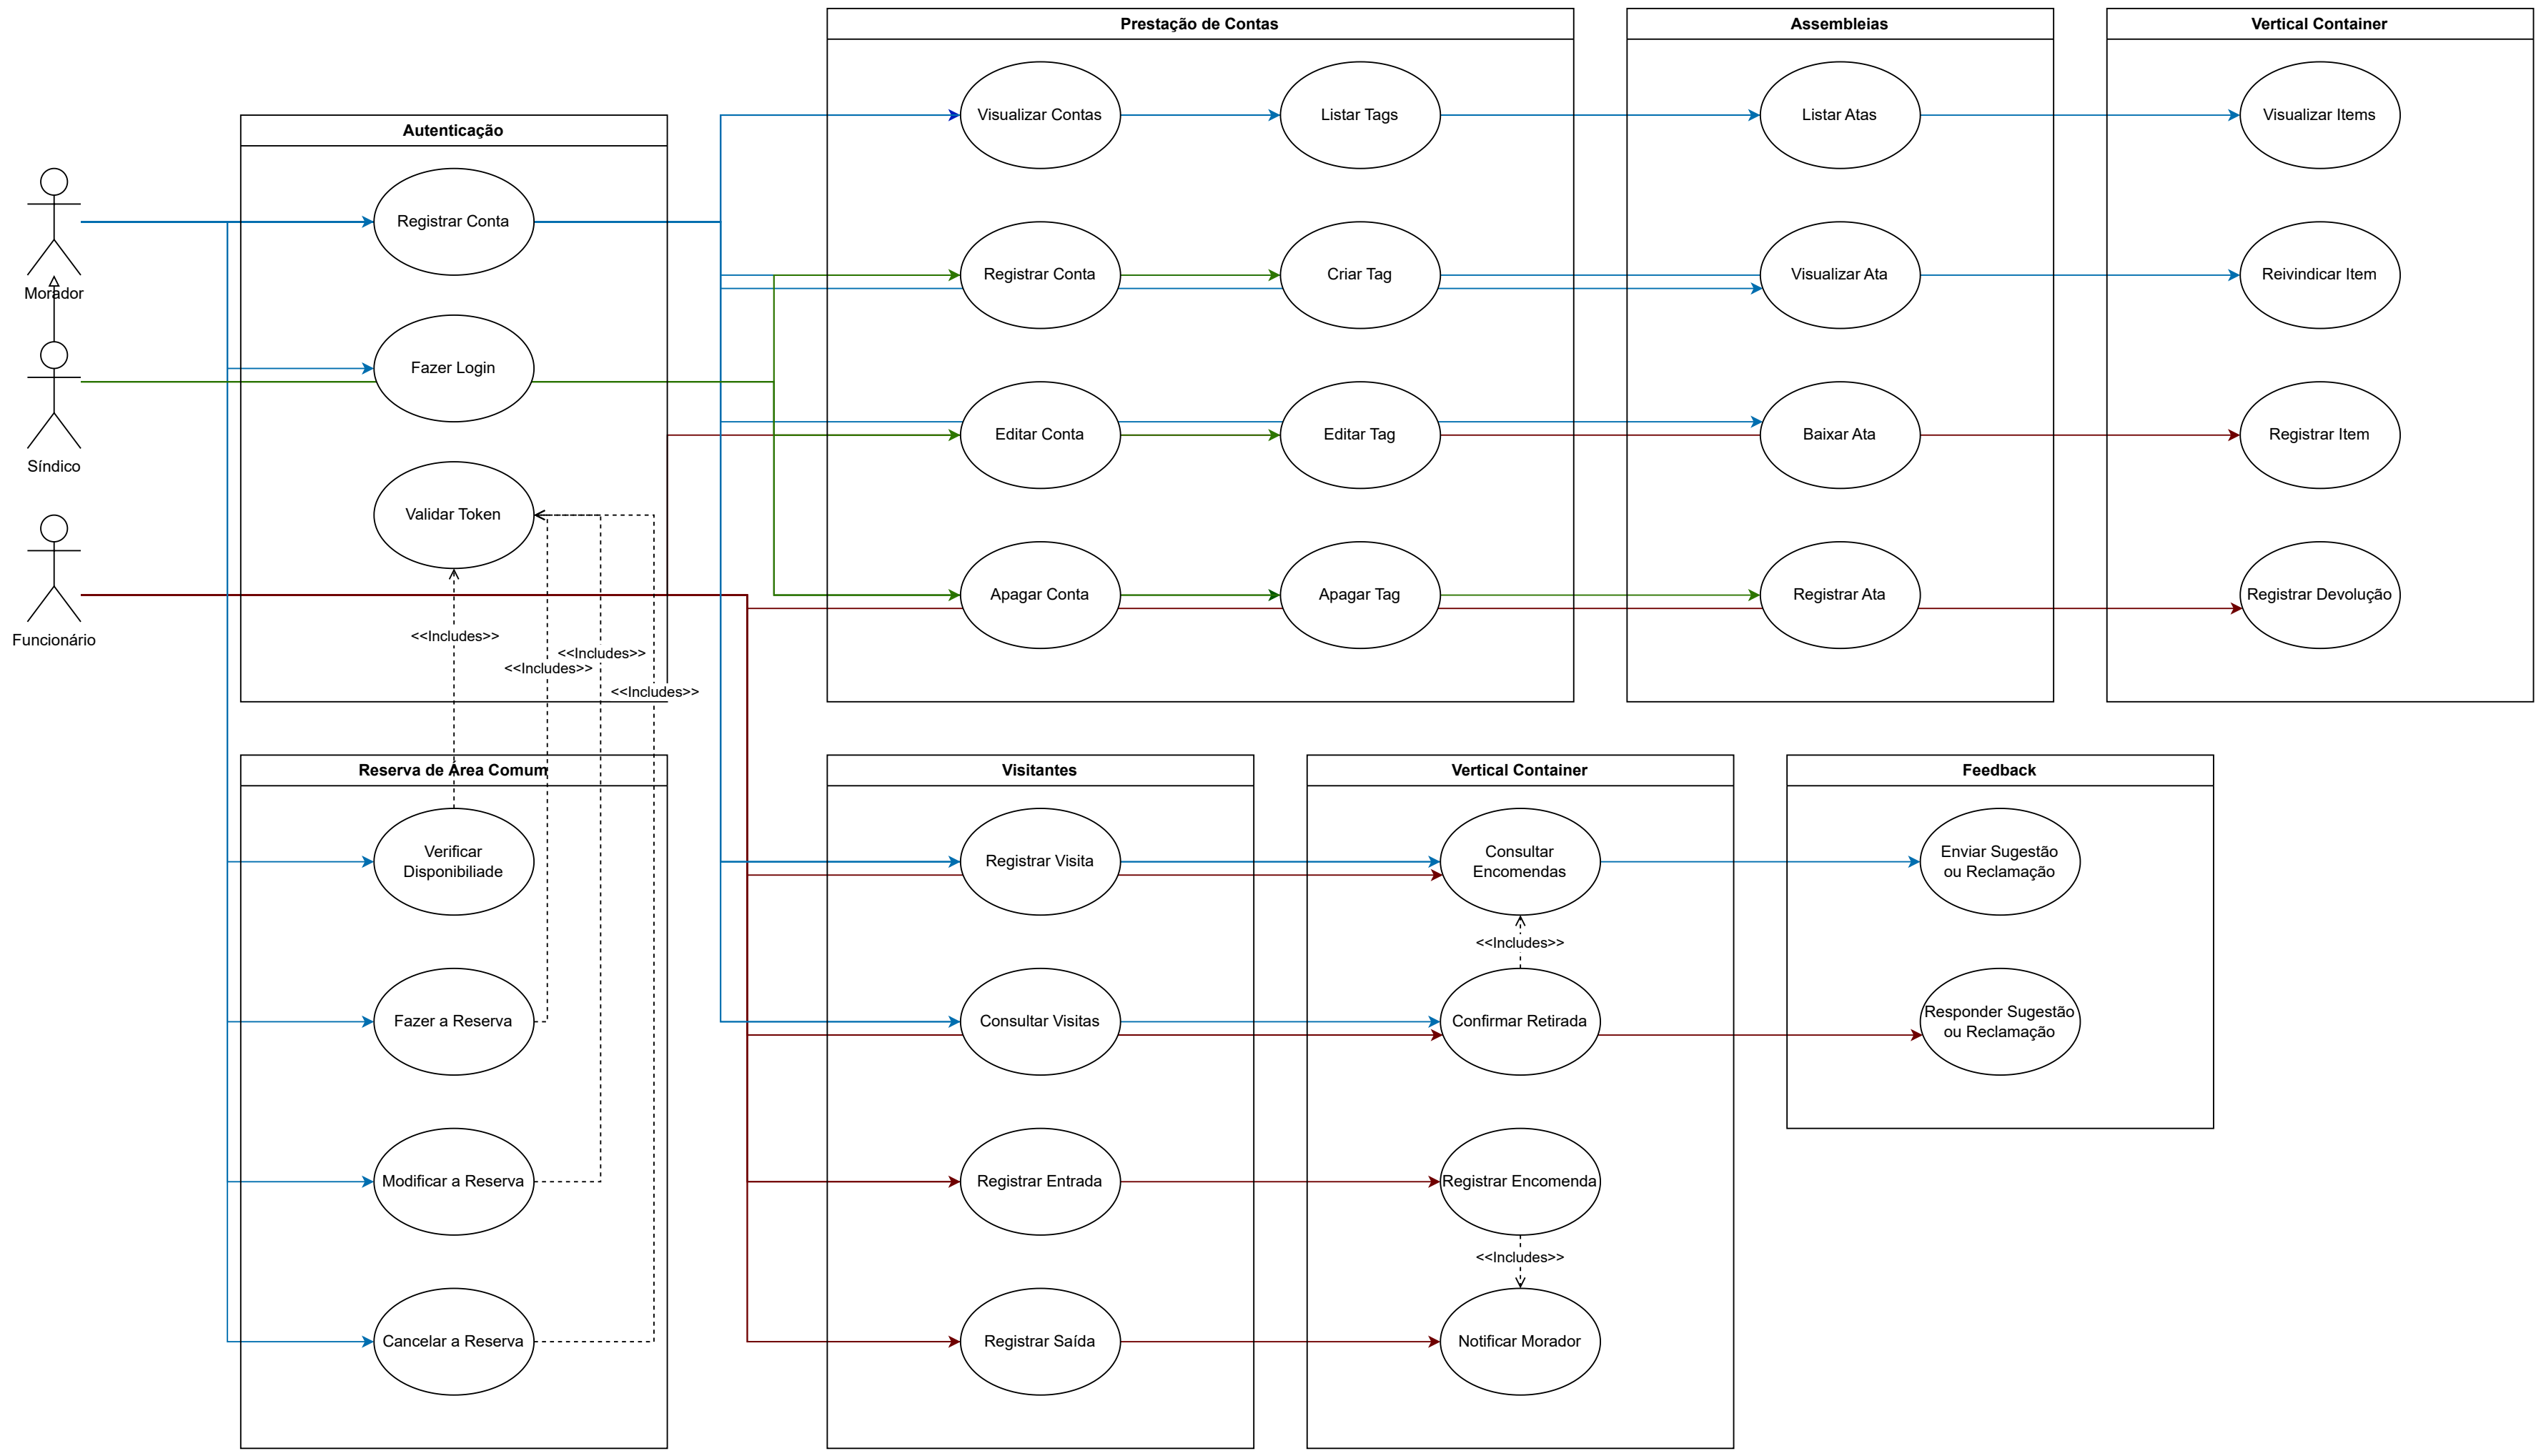 Prestação de Contas
Assembleias
Vertical Container
Visualizar Contas
Listar Tags
Listar Atas
Visualizar Items
Autenticação
Registrar Conta
Morador
Registrar Conta
Criar Tag
Visualizar Ata
Reivindicar Item
Fazer Login
Síndico
Editar Conta
Editar Tag
Baixar Ata
Registrar Item
Validar Token
Funcionário
Apagar Conta
Apagar Tag
Registrar Ata
Registrar Devolução
<<Includes>>
<<Includes>>
<<Includes>>
<<Includes>>
Reserva de Área Comum
Visitantes
Vertical Container
Feedback
Verificar
Disponibiliade
Registrar Visita
Consultar
Encomendas
Enviar Sugestão
ou Reclamação
<<Includes>>
Fazer a Reserva
Consultar Visitas
Confirmar Retirada
Responder Sugestão
ou Reclamação
Modificar a Reserva
Registrar Entrada
Registrar Encomenda
<<Includes>>
Cancelar a Reserva
Registrar Saída
Notificar Morador